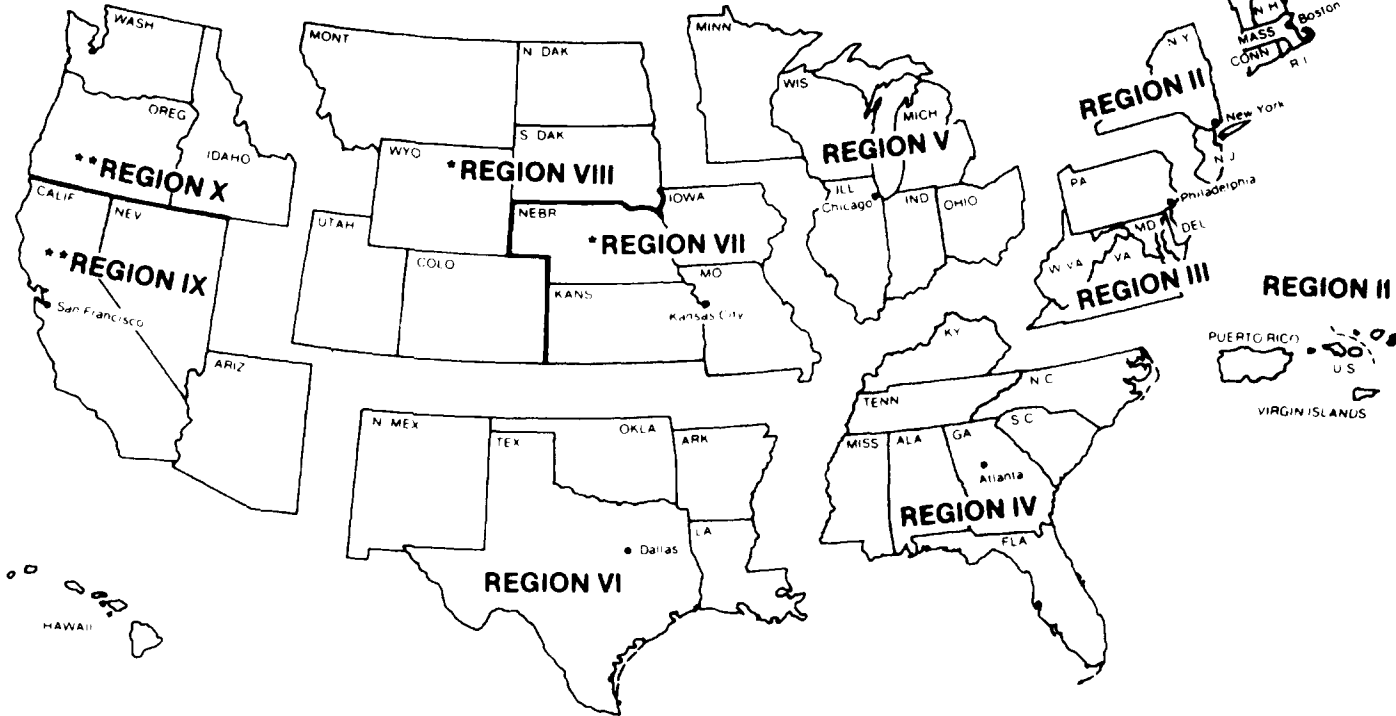 WASH
OREG
IDAHO
**REGION X
CALIF
NEV
**REGION IX
San Francisco
ARIZ
HAWAII
MONT
N DAK
S DAK
WYO
*REGION VIII
UTAH
COLO
NEBR
IOWA
*REGION VII
KANS
MO
Kansas City
N MEX
TEX
OKLA
ARK
LA
Dallas
REGION VI
MINN
WIS
MICH
REGION V
ILL
Chicago
IND
OHIO
KY
TENN
N C
S C
MISS
ALA
GA
Atlanta
REGION IV
FLA
N H
Boston
MASS
CONN
R I
N Y
REGION II
New York
N J
PA
Philadelphia
MD
DEL
W VA
VA
REGION III
REGION II
PUERTO RICO
U S
VIRGIN ISLANDS